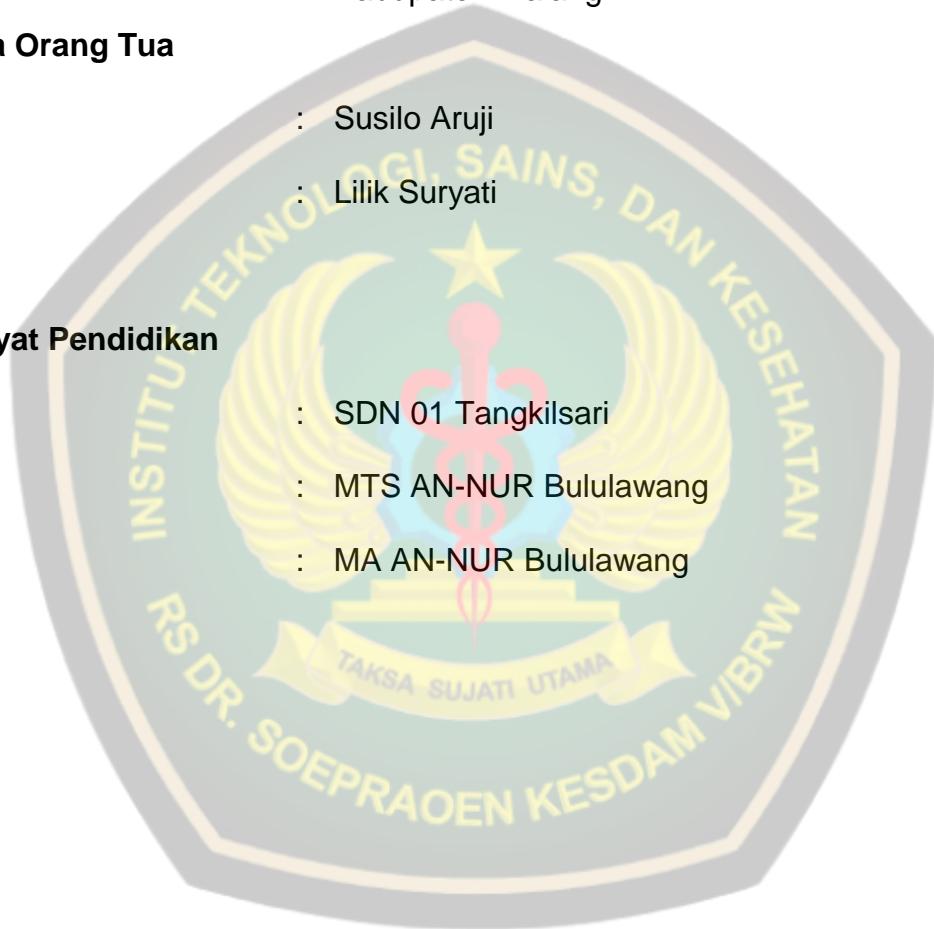 Orang Tua
: Susilo Aruji
: Lilik Suryati
Pendidikan
: SDN 01 Tangkilsari
: MTS AN-NUR Bululawang
: MA AN-NUR Bululawang
INSTITUT TEKNOLOGI, SAINS, DAN KESEHATAN
TAKSA SUJATI UTAMA
RS DR. SOEPRAOEN KESDAM V/BRW